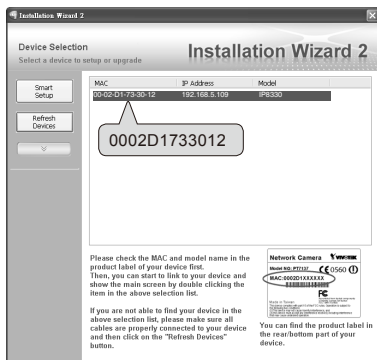 Installation Wizard 2
Device Selection
Select a device to setup or upgrade
Installation Wizard 2
Smart
Setup
Refresh
Devices
MAC IP Address Model
00-02-D1-73-30-12 192.168.5.109 IP8330
0002D1733012
Please check the MAC and model name in the
product label of your device first.
Then, you can start to link to your device and
show the main screen by double clicking the
item in the above selection list.
If you are not able to find your device in the
above selection list, please make sure all
cables are properly connected to your device
and then click on the "Refresh Devices"
button.
Network Camera VIVOTEK
Model NO: PT7137 CE 0560
MAC:0002D1XXXXXX
FC
Made in Taiwan
You can find the product label in
the rear/bottom part of your
device.